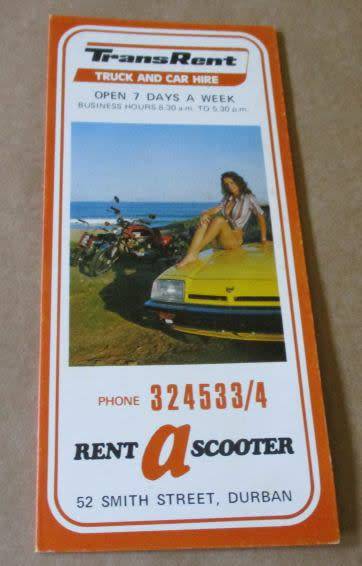 TransRent
TRUCK AND CAR HIRE
OPEN 7 DAYS A WEEK
BUSINESS HOURS 8.30 a.m. TO 5.30 p.m.
PHONE 324533/4
RENT a SCOOTER
52 SMITH STREET, DURBAN